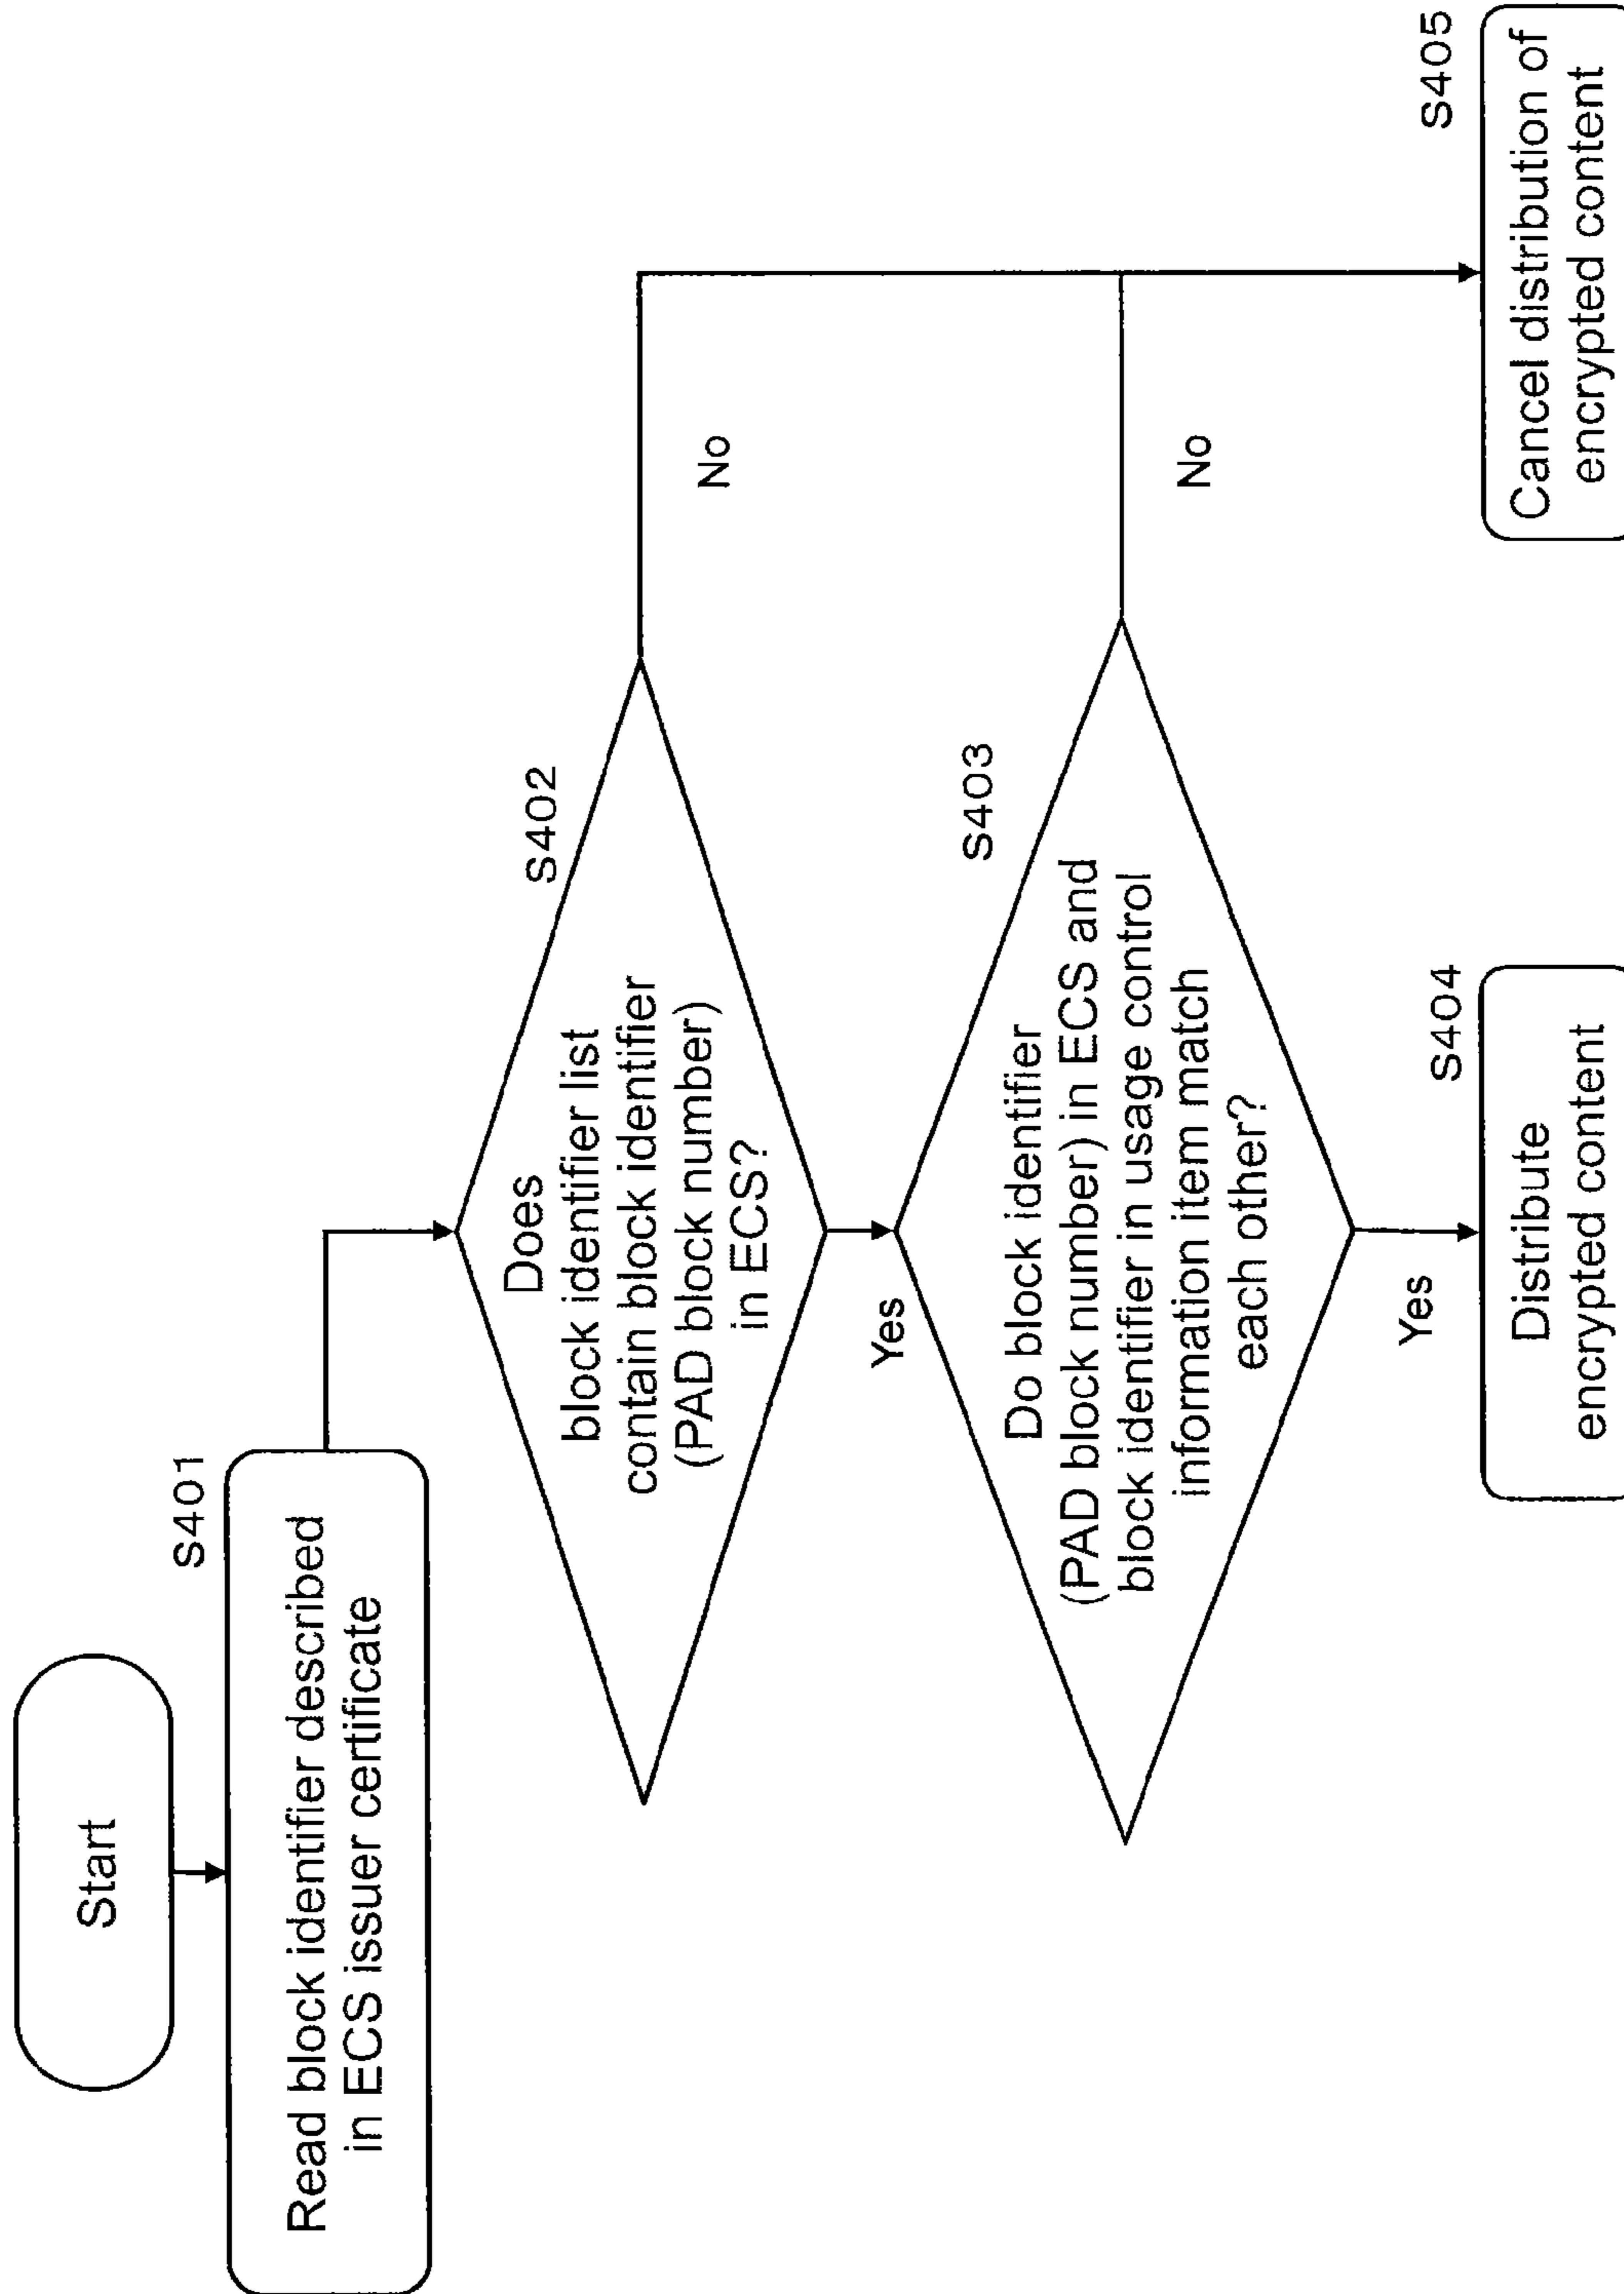 Start
S401
Read block identifier described
in ECS issuer certificate
S402
Does
block identifier list
contain block identifier
(PAD block number)
in ECS?
No
Yes
S403
Do block identifier
(PAD block number) in ECS and
block identifier in usage control
information item match
each other?
No
Yes
S404
Distribute
encrypted content
S405
Cancel distribution of
encrypted content